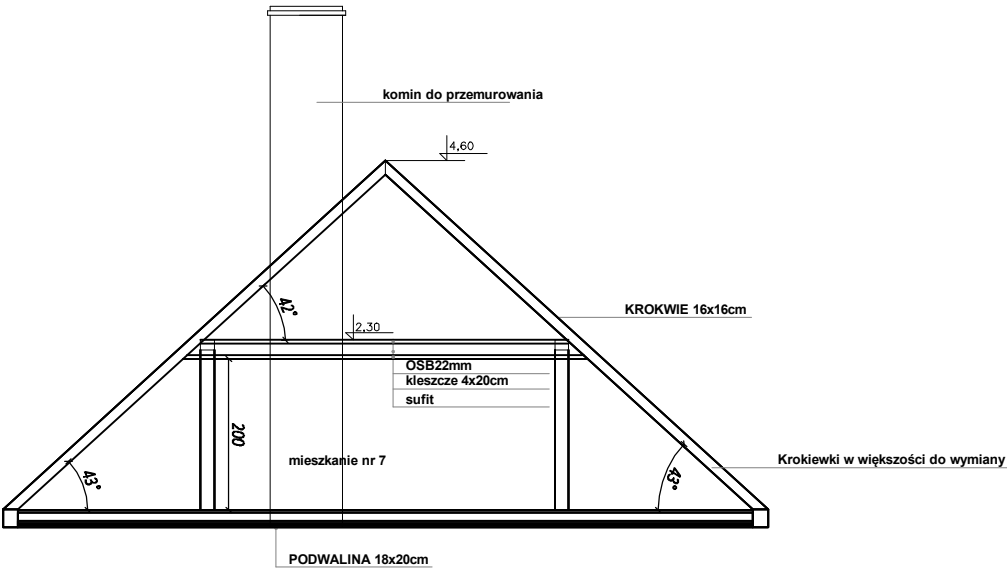 komin do przemurowania
4,60
KROKWIE 16x16cm
42°
2,30
OSB22mm
kleszcze 4x20cm
sufit
200
mieszkanie nr 7
Krokiewki w większości do wymiany
43°
43°
PODWALINA 18x20cm